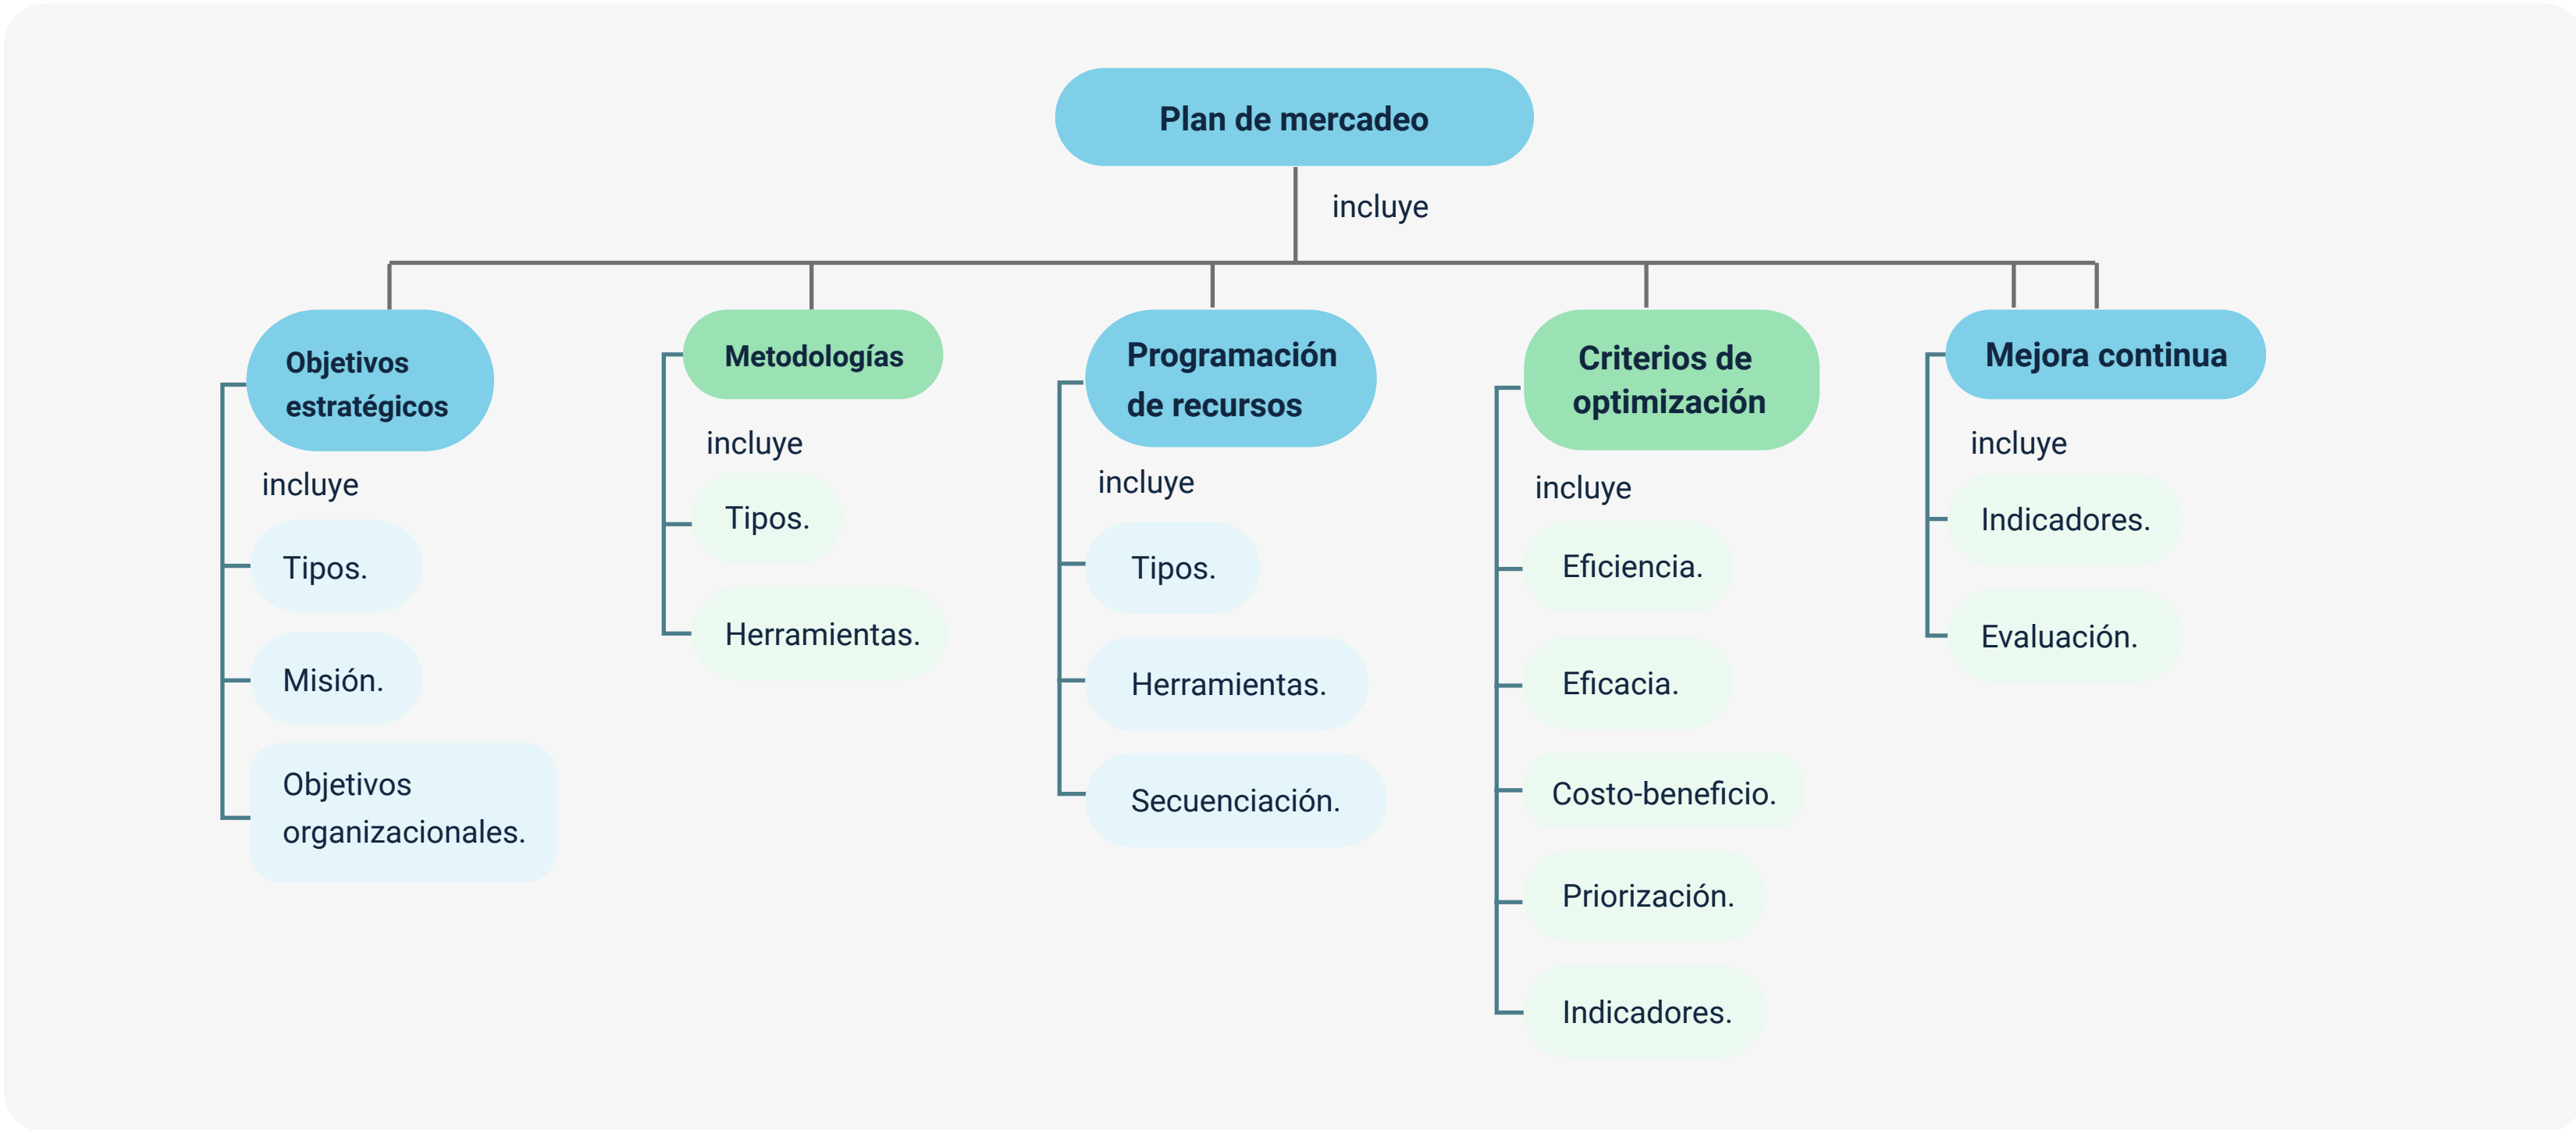 Plan de mercadeo
incluye
Objetivos
estratégicos
incluye
Tipos.
Misión.
Objetivos
organizacionales.
Metodologías
incluye
Tipos.
Herramientas.
Programación
de recursos
incluye
Tipos.
Herramientas.
Secuenciación.
Criterios de
optimización
incluye
Eficiencia.
Eficacia.
Costo-beneficio.
Priorización.
Indicadores.
Mejora continua
incluye
Indicadores.
Evaluación.